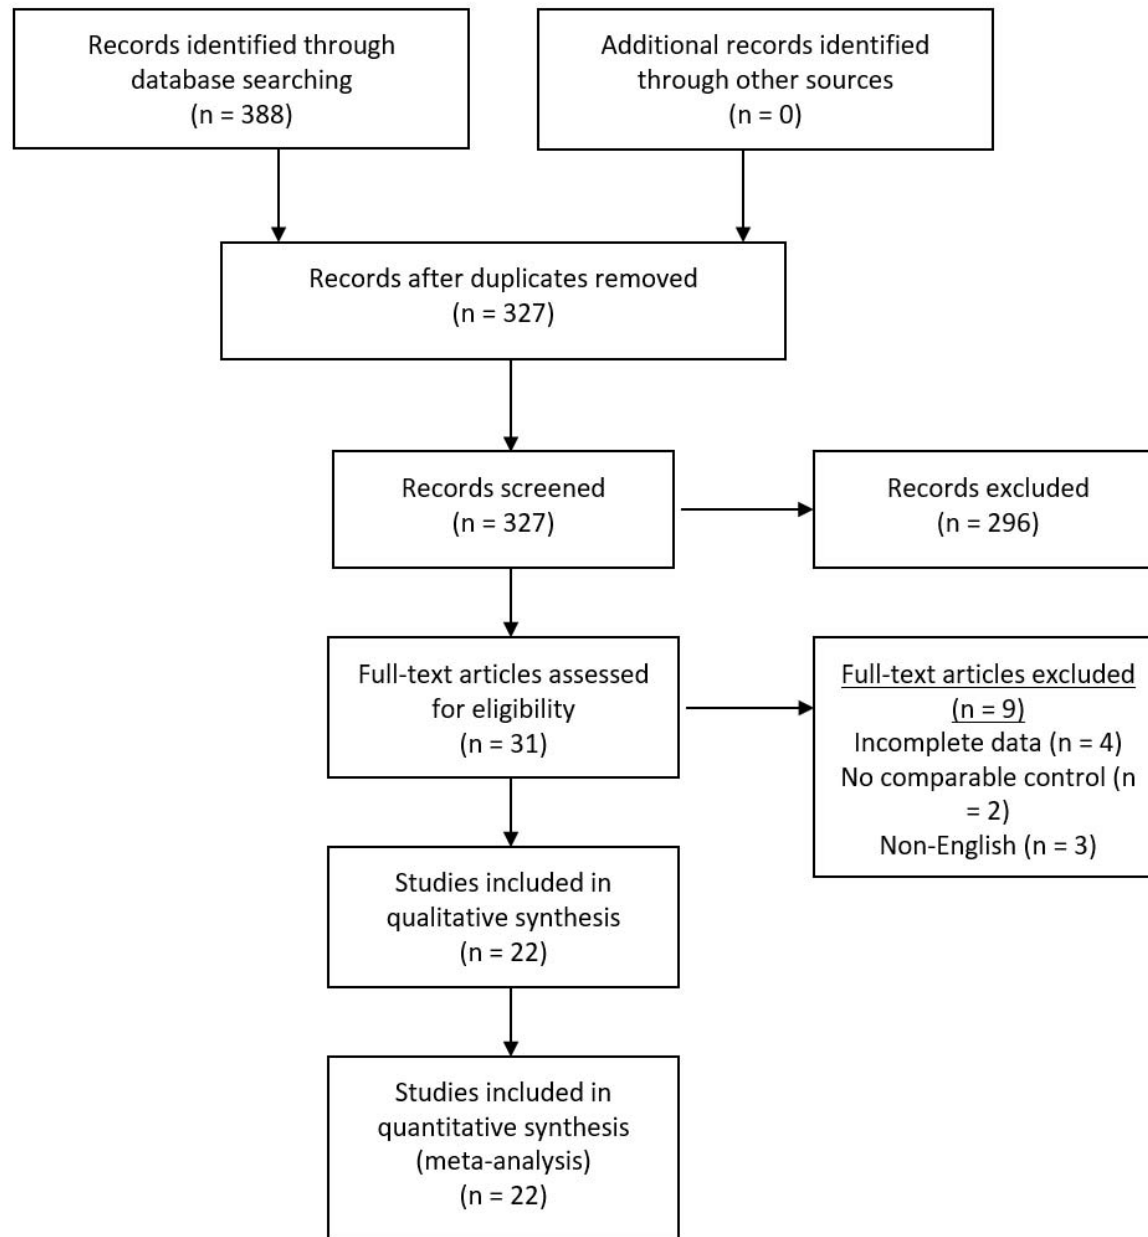 Records identified through
database searching
(n = 388)
Additional records identified
through other sources
(n = 0)
Records after duplicates removed
(n = 327)
Records screened
(n = 327)
Records excluded
(n = 296)
Full-text articles assessed
for eligibility
(n = 31)
Full-text articles excluded
(n = 9)
Incomplete data (n = 4)
No comparable control (n
= 2)
Non-English (n = 3)
Studies included in
qualitative synthesis
(n = 22)
Studies included in
quantitative synthesis
(meta-analysis)
(n = 22)